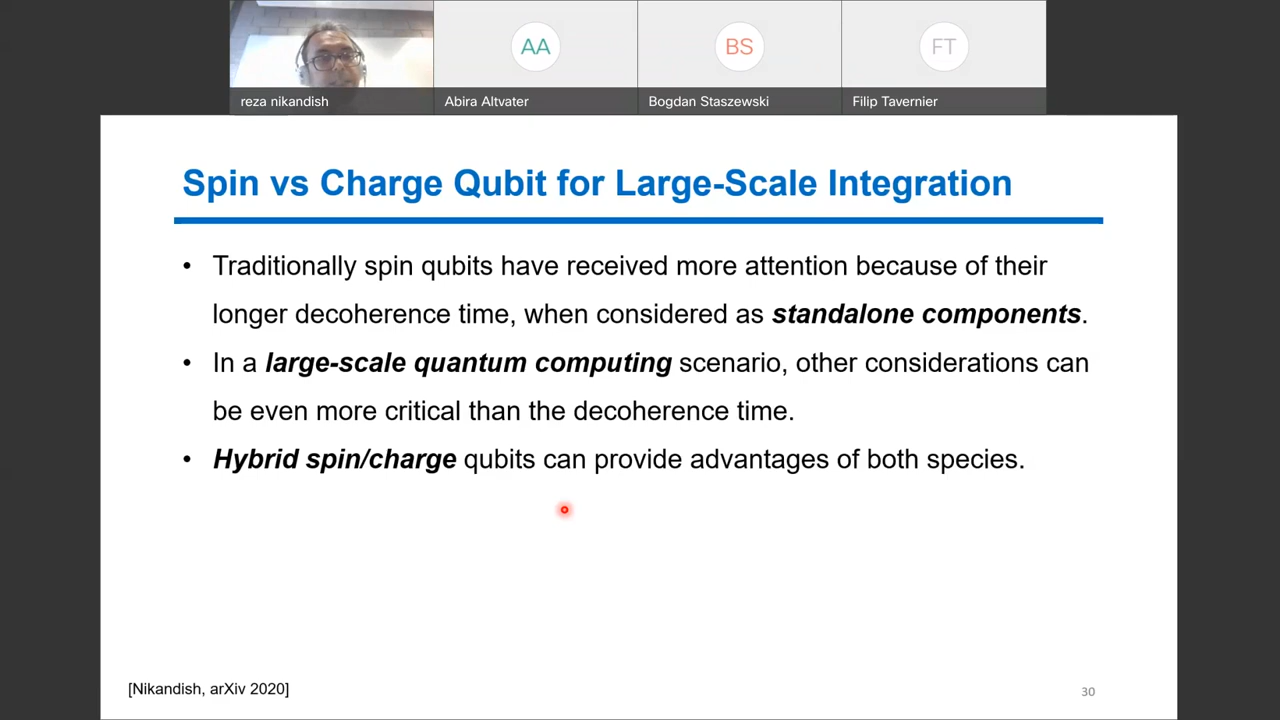 AA
BS
FT
reza nikandish
Abira Altvater
Bogdan Staszewski
Filip Tavernier
Spin vs Charge Qubit for Large-Scale Integration
• Traditionally spin qubits have received more attention because of their
longer decoherence time, when considered as standalone components.
• In a large-scale quantum computing scenario, other considerations can
be even more critical than the decoherence time.
• Hybrid spin/charge qubits can provide advantages of both species.
[Nikandish, arXiv 2020]
30